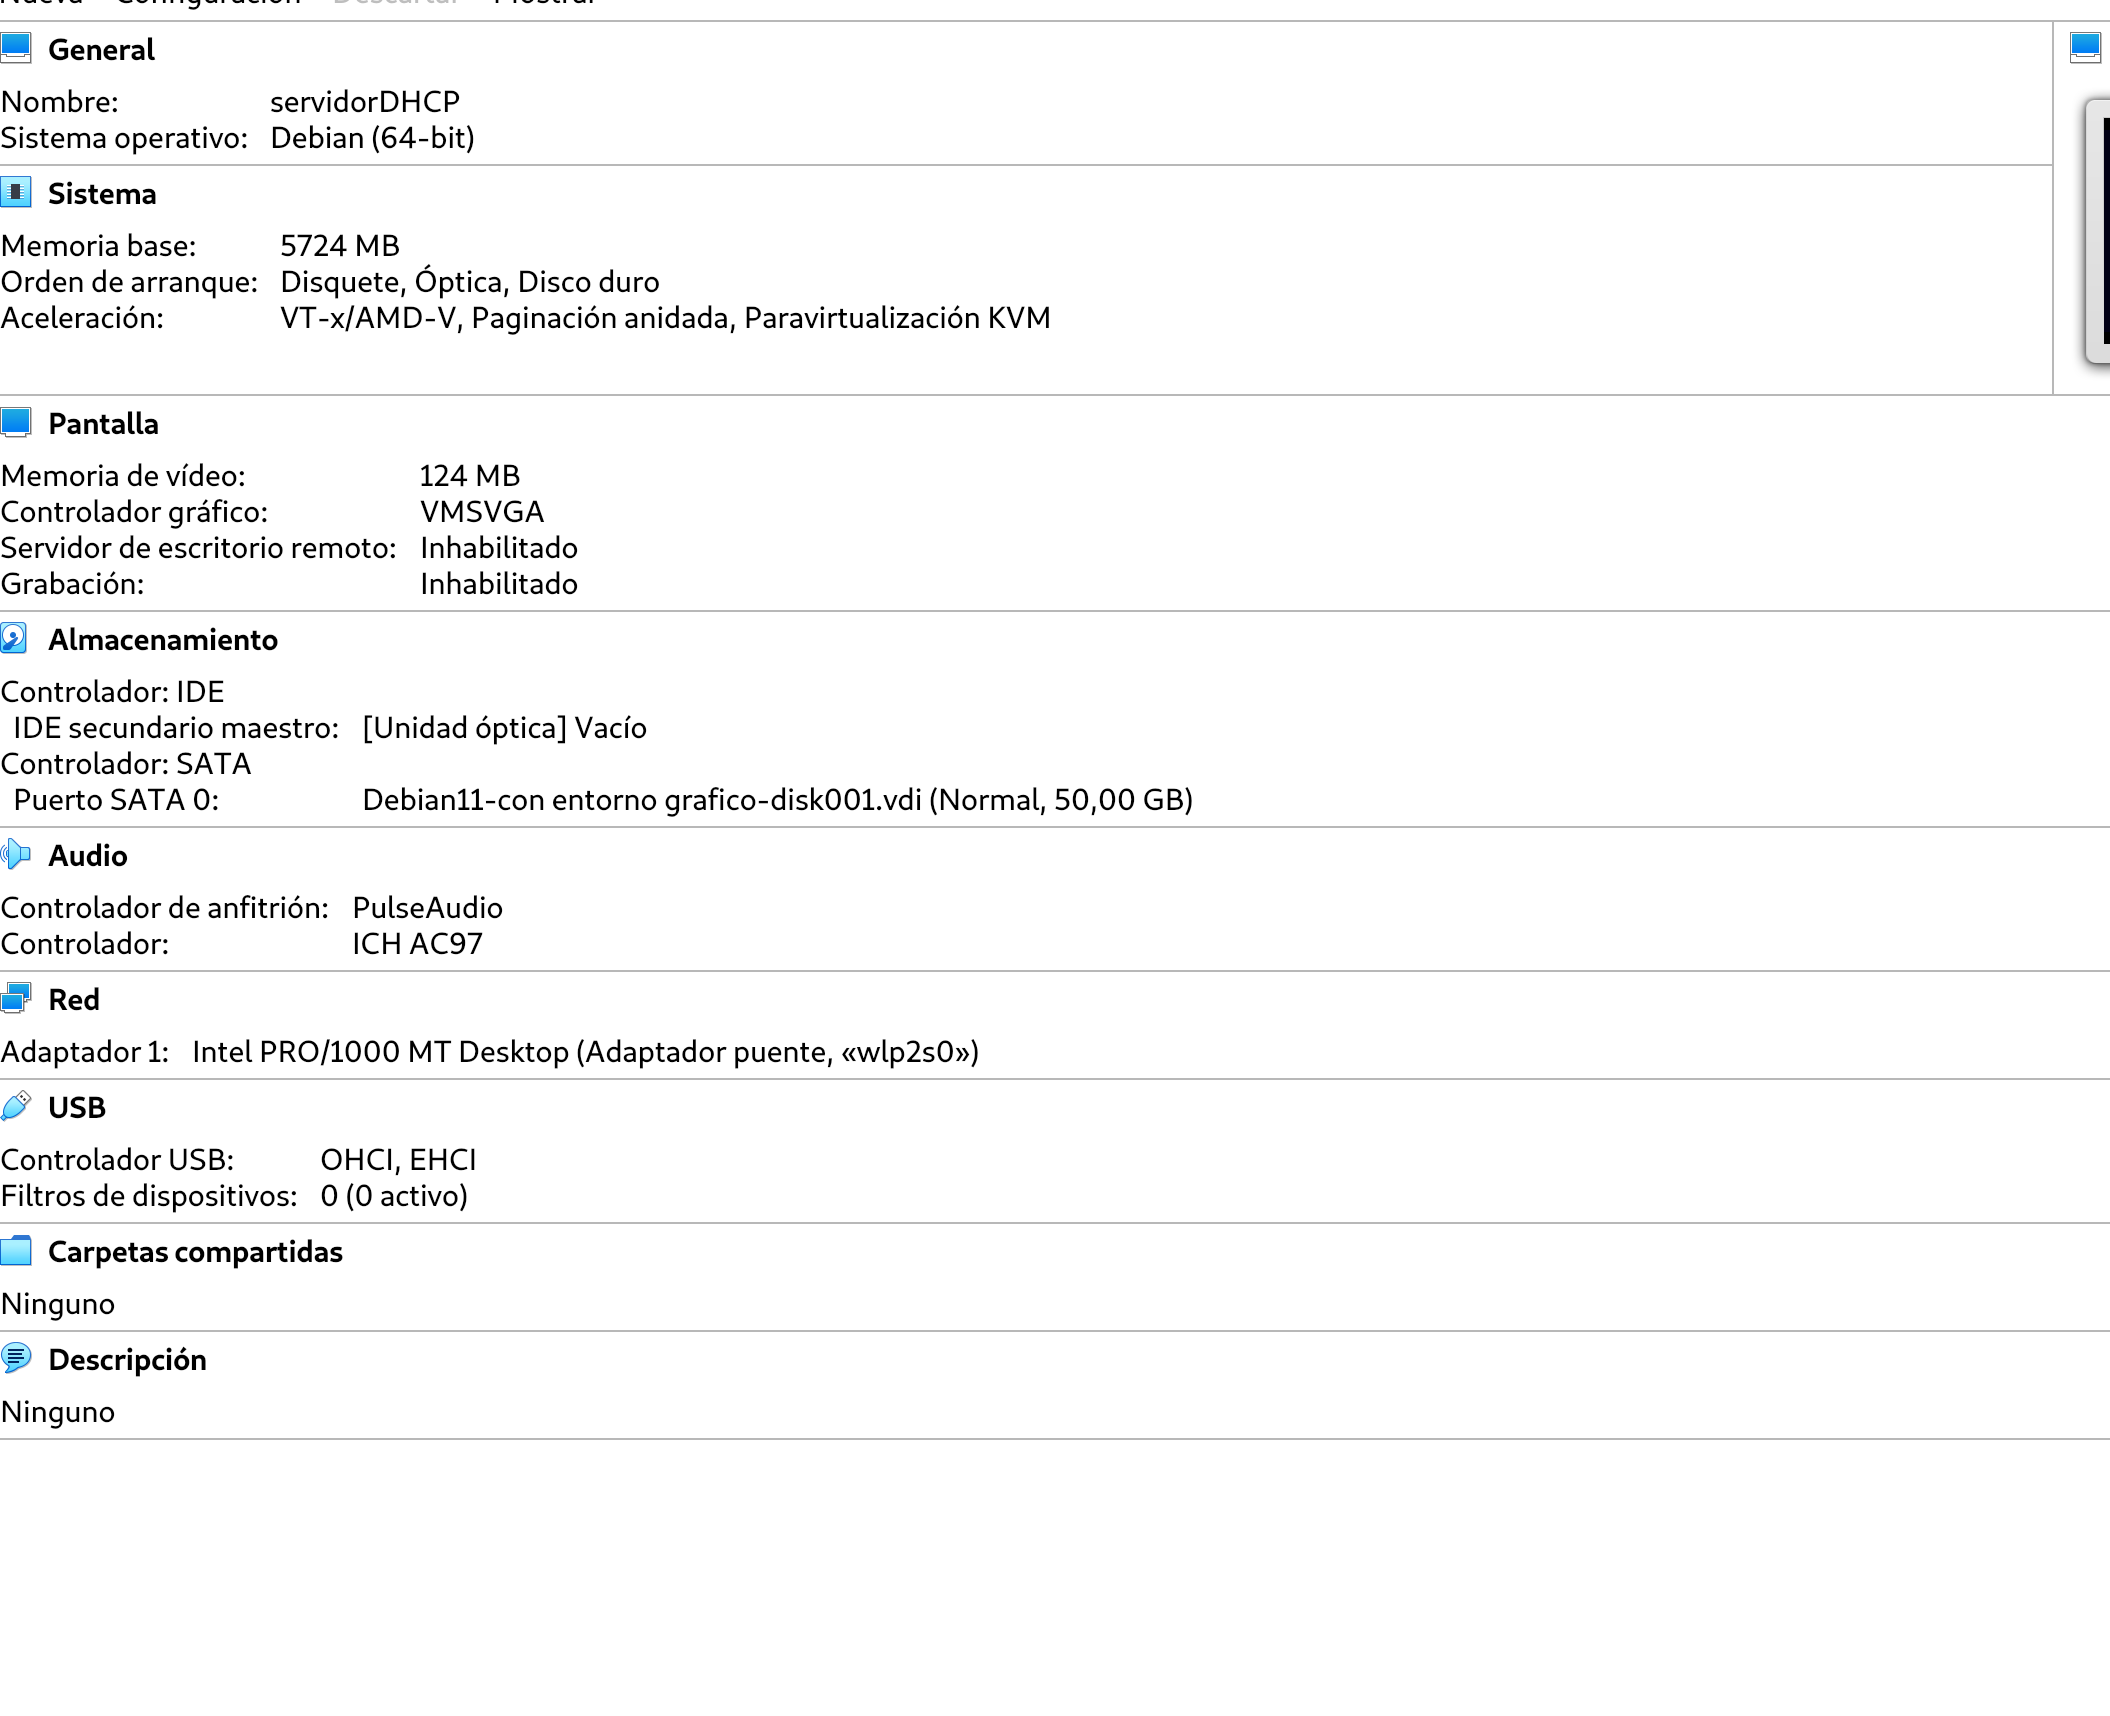 Nueva Configuración Descartar Mostrar
General
Nombre: servidorDHCP
Sistema operativo: Debian (64-bit)
Sistema
Memoria base: 5724 MB
Orden de arranque: Disquete, Óptica, Disco duro
Aceleración: VT-x/AMD-V, Paginación anidada, Paravirtualización KVM
Pantalla
Memoria de vídeo: 124 MB
Controlador gráfico: VMSVGA
Servidor de escritorio remoto: Inhabilitado
Grabación: Inhabilitado
Almacenamiento
Controlador: IDE
IDE secundario maestro: [Unidad óptica] Vacío
Controlador: SATA
Puerto SATA 0: Debian11-con entorno grafico-disk001.vdi (Normal, 50,00 GB)
Audio
Controlador de anfitrión: PulseAudio
Controlador: ICH AC97
Red
Adaptador 1: Intel PRO/1000 MT Desktop (Adaptador puente, «wlp2s0»)
USB
Controlador USB: OHCI, EHCI
Filtros de dispositivos: 0 (0 activo)
Carpetas compartidas
Ninguno
Descripción
Ninguno